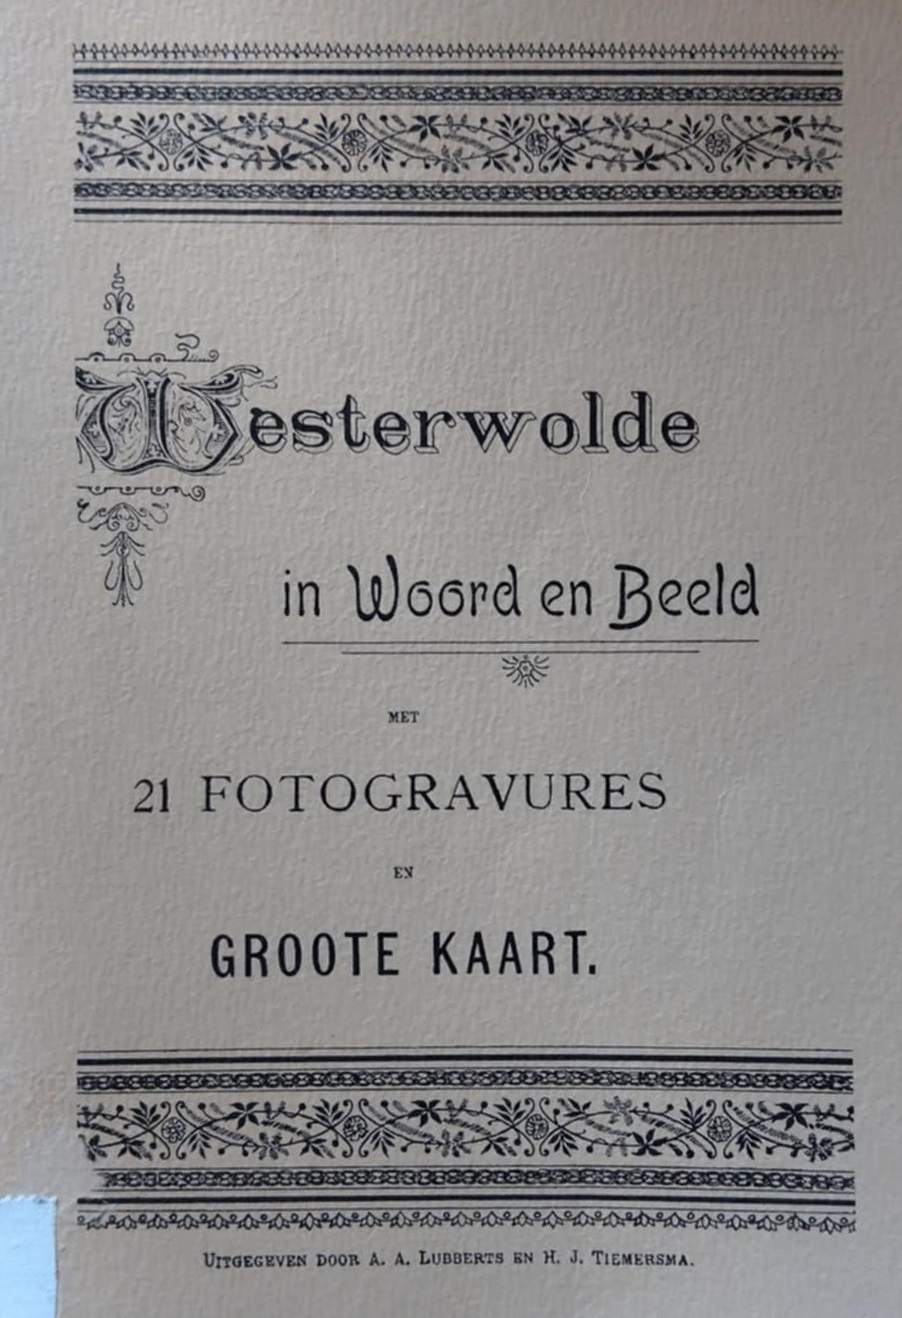 Westerwolde
in Woord en Beeld
MET
21 FOTOGRAVURES
EN
GROOTE KAART.
UITGEGEVEN DOOR A. A. LUBBERTS EN H. J. TIEMERSMA.